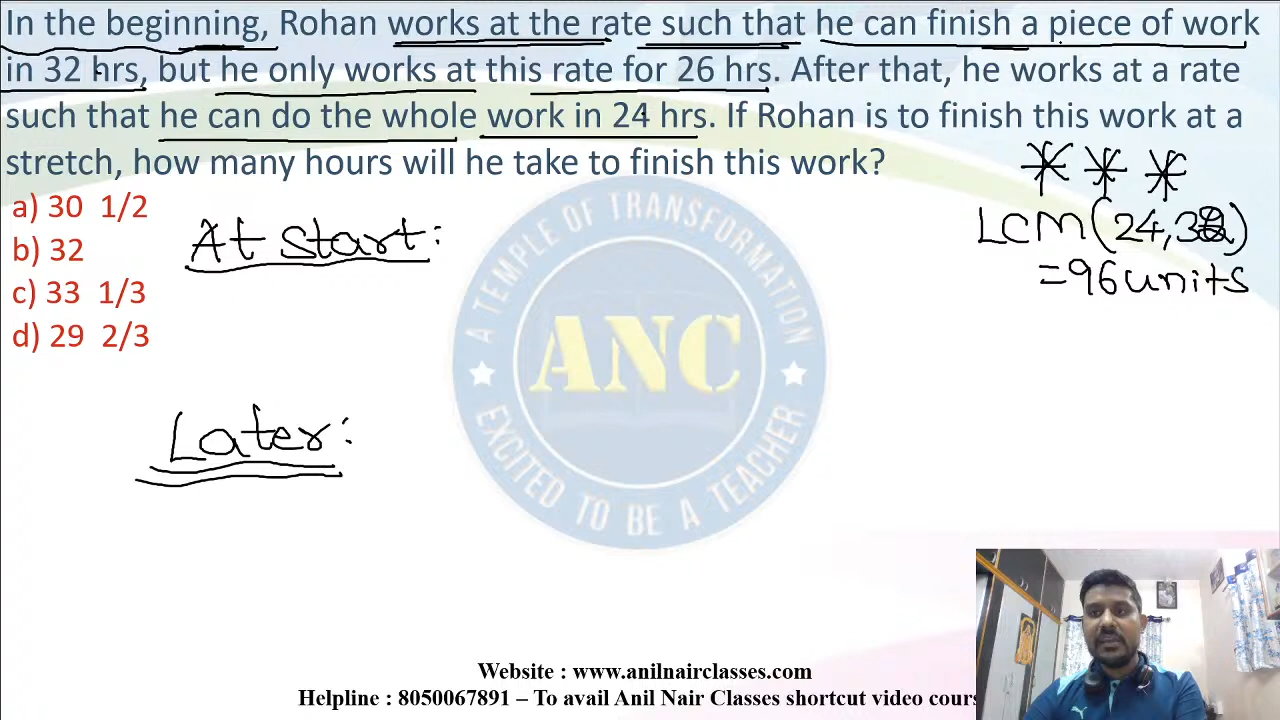 In the beginning, Rohan works at the rate such that he can finish a piece of work
in 32 hrs, but he only works at this rate for 26 hrs. After that, he works at a rate
such that he can do the whole work in 24 hrs. If Rohan is to finish this work at a
stretch, how many hours will he take to finish this work?
a) 30 1/2
b) 32
c) 33 1/3
d) 29 2/3
At start:
LCM(24,32)
=96 units
Later:
A TEMPLE OF TRANSFORMATION
ANC
EXCITED TO BE A TEACHER
Website : www.anilnairclasses.com
Helpline : 8050067891 – To avail Anil Nair Classes shortcut video cours